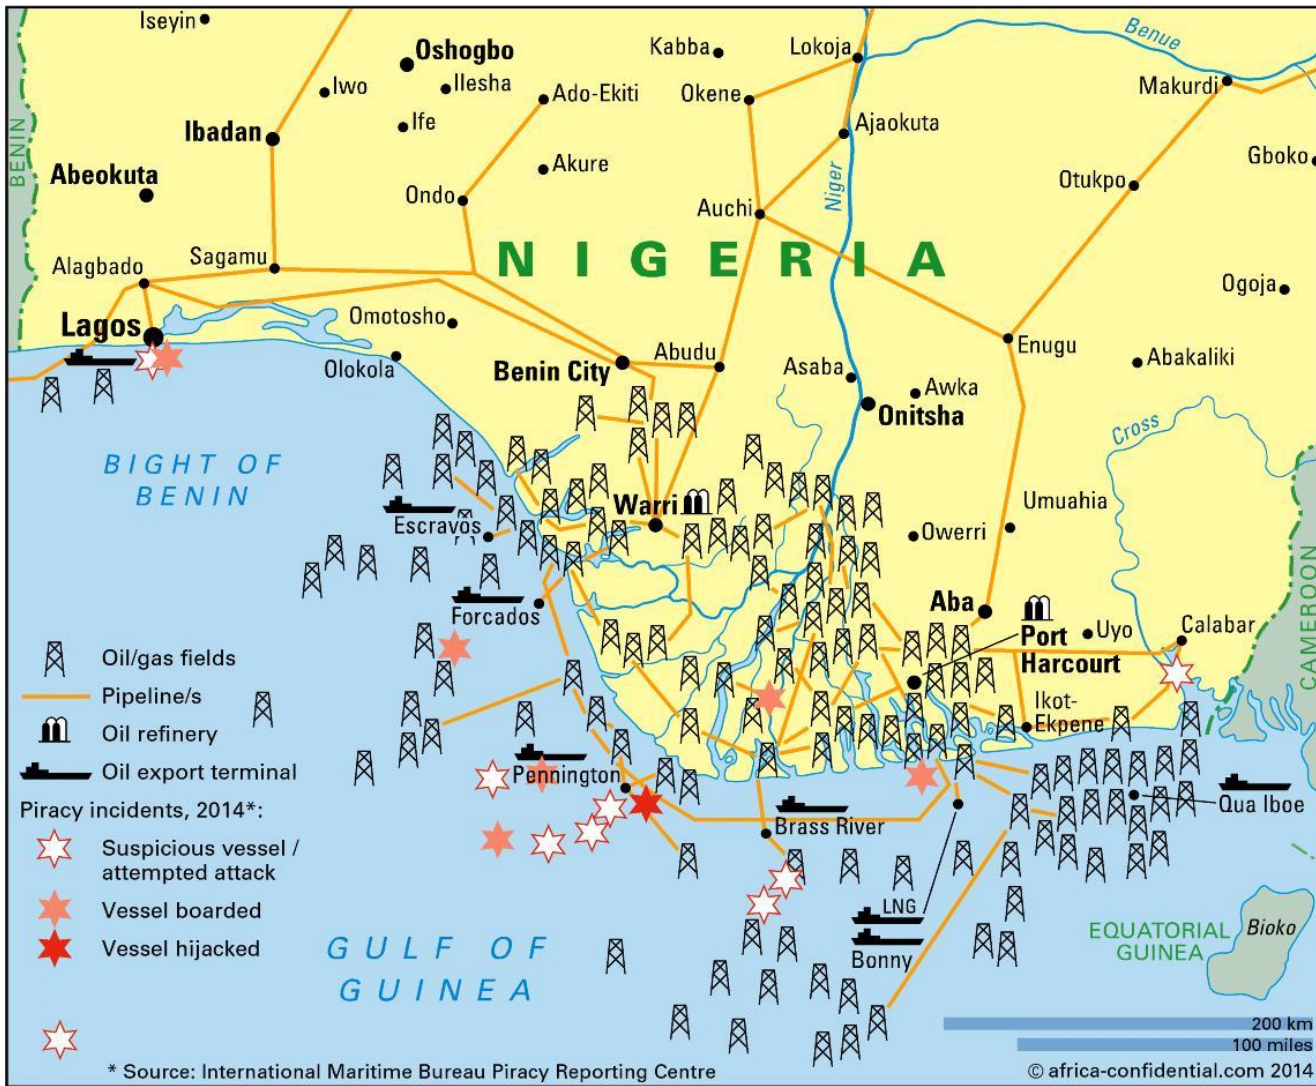 Iseyin
Oshogbo
Kabba
Lokoja
Benue
Iwo
Ilesha
Ado-Ekiti
Okene
Makurdi
Ibadan
Ife
Ajaokuta
BENIN
Abeokuta
Akure
Gboko
Ondo
Otukpo
Niger
Auchi
Alagbado
Sagamu
NIGERIA
Ogoja
Lagos
Omotosho
Olokola
Benin City
Abudu
Asaba
Enugu
Abakaliki
Awka
Onitsha
Cross
BIGHT OF
BENIN
Escravos
Warri
Umuahia
Owerri
CAMEROON
Forcados
Aba
Port
Harcourt
Uyo
Calabar
Ikot-
Ekpene
Oil/gas fields
Pipeline/s
Oil refinery
Oil export terminal
Piracy incidents, 2014*:
Suspicious vessel /
attempted attack
Vessel boarded
Vessel hijacked
Pennington
Brass River
Qua Iboe
LNG
Bonny
GULF OF
GUINEA
EQUATORIAL
GUINEA
Bioko
200 km
100 miles
* Source: International Maritime Bureau Piracy Reporting Centre
© africa-confidential.com 2014